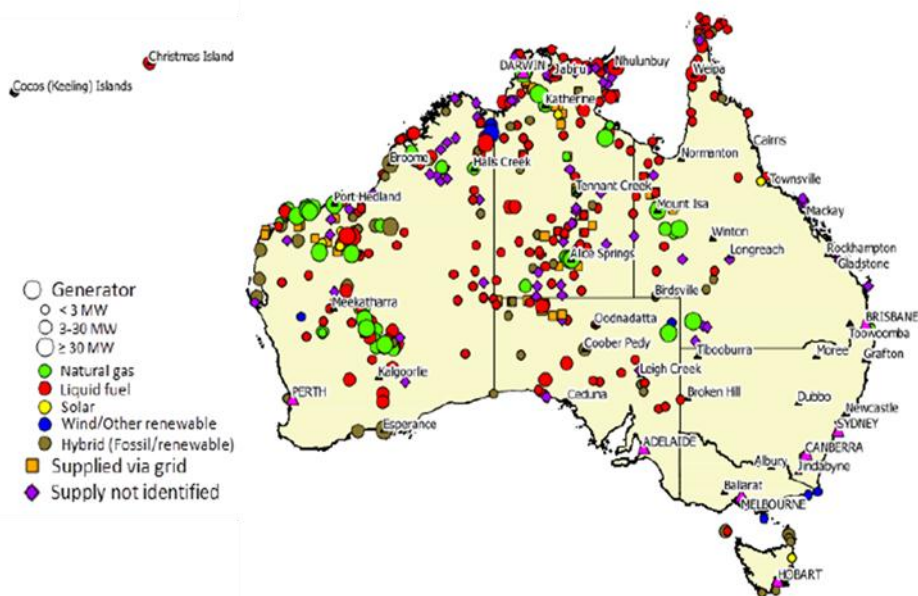 Christmas Island
Cocos (Keeling) Islands
DARWIN
Jabiru
Nhulunbuy
Weipa
Katherine
Cairns
Broome
Halls Creek
Normanton
Townsville
Tennant Creek
Port Hedland
Mount Isa
Mackay
Winton
Longreach
Rockhampton
Gladstone
Alice Springs
Generator
< 3 MW
3-30 MW
≥ 30 MW
Natural gas
Liquid fuel
Solar
Wind/Other renewable
Hybrid (Fossil/renewable)
Supplied via grid
Supply not identified
Meekatharra
Birdsville
Oodnadatta
BRISBANE
Toowoomba
Coober Pedy
Tibooburra
Moree
Grafton
Kalgoorlie
Leigh Creek
PERTH
Ceduna
Broken Hill
Dubbo
Newcastle
SYDNEY
Esperance
ADELAIDE
CANBERRA
Albury
Jindabyne
Ballarat
MELBOURNE
HOBART